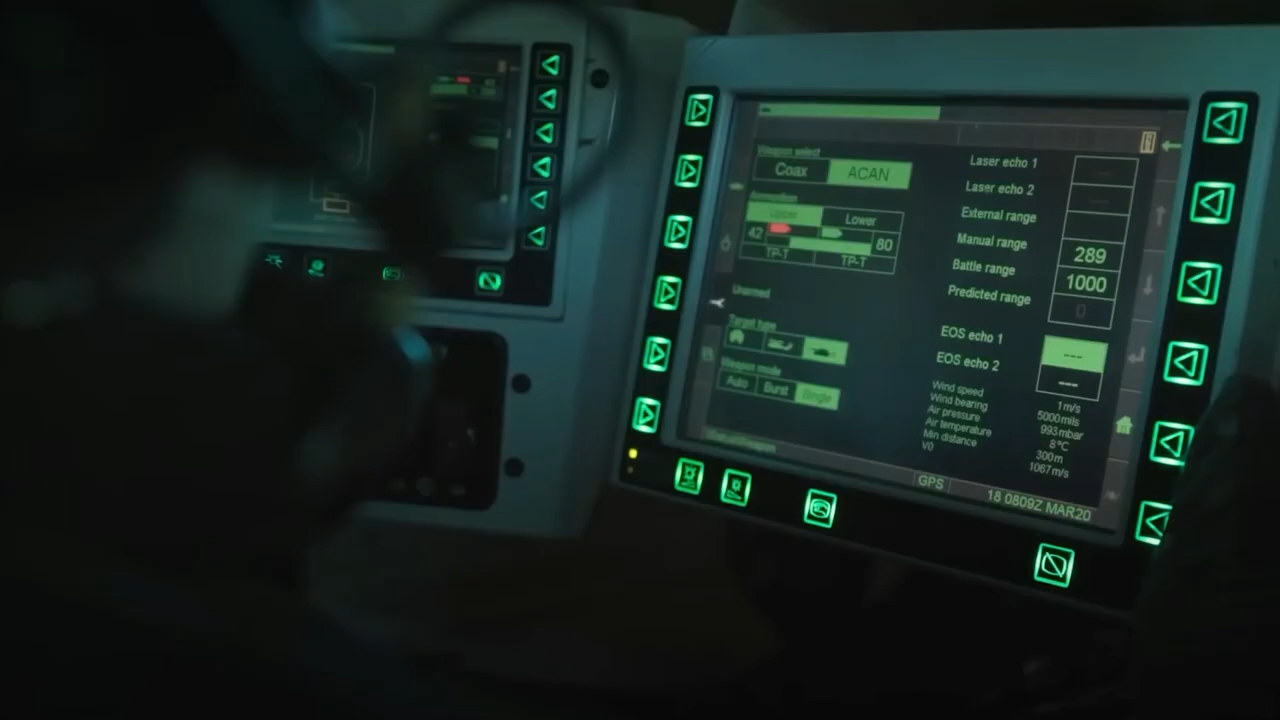 Weapon select
Coax ACAN
Ammunition
Upper Lower
42 80
TP-T TP-T
Unarmed
Target type
Weapon mode
Auto Burst Single
Laser echo 1 ---
Laser echo 2 ---
External range
Manual range 289
Battle range 1000
Predicted range 0
EOS echo 1 ---
EOS echo 2 ---
Wind speed 1 m/s
Wind bearing 5000 mils
Air pressure 993 mbar
Air temperature 8 °C
Min distance 300 m
V0 1067 m/s
GPS 18 0809Z MAR20